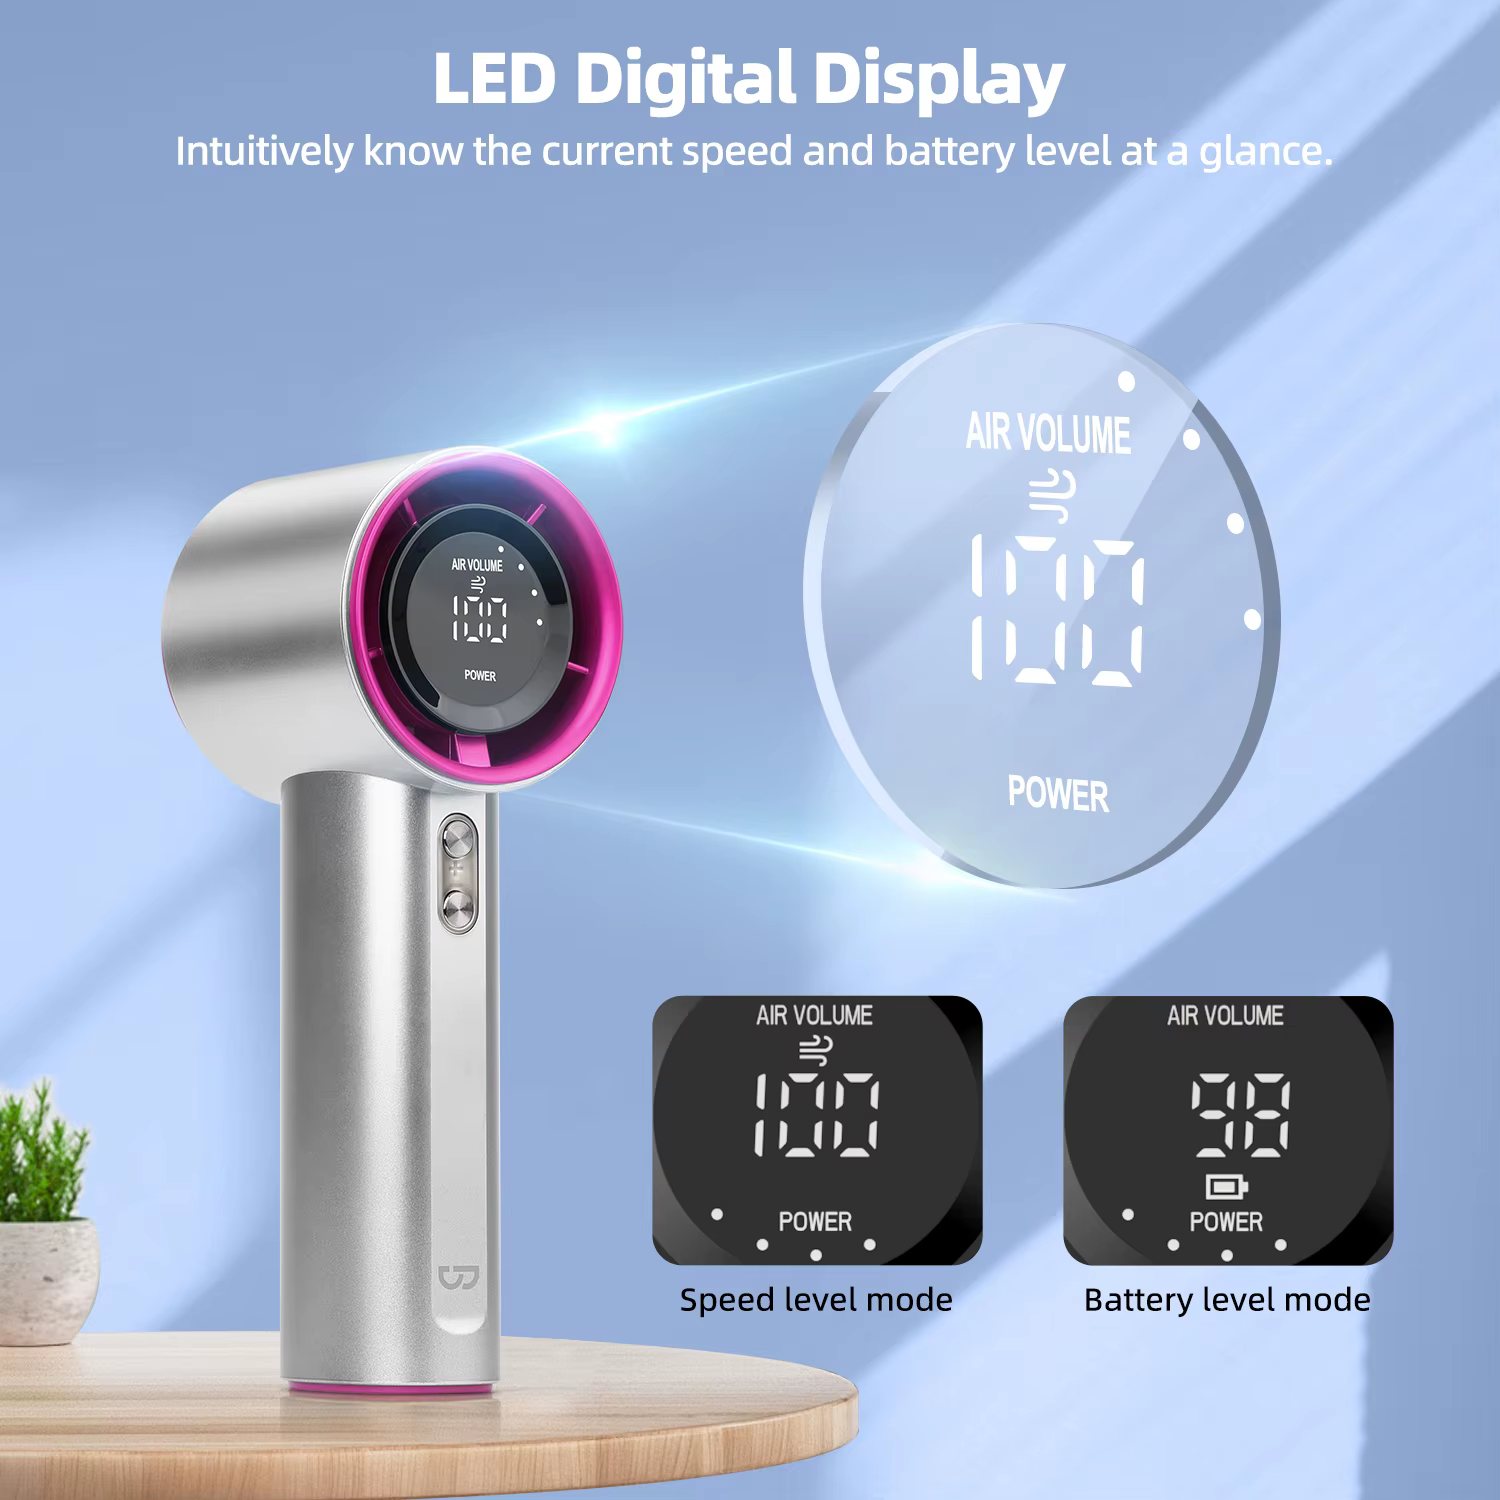 LED Digital Display
Intuitively know the current speed and battery level at a glance.
AIR VOLUME
100
POWER
AIR VOLUME
100
POWER
AIR VOLUME
100
POWER
Speed level mode
AIR VOLUME
98
POWER
Battery level mode